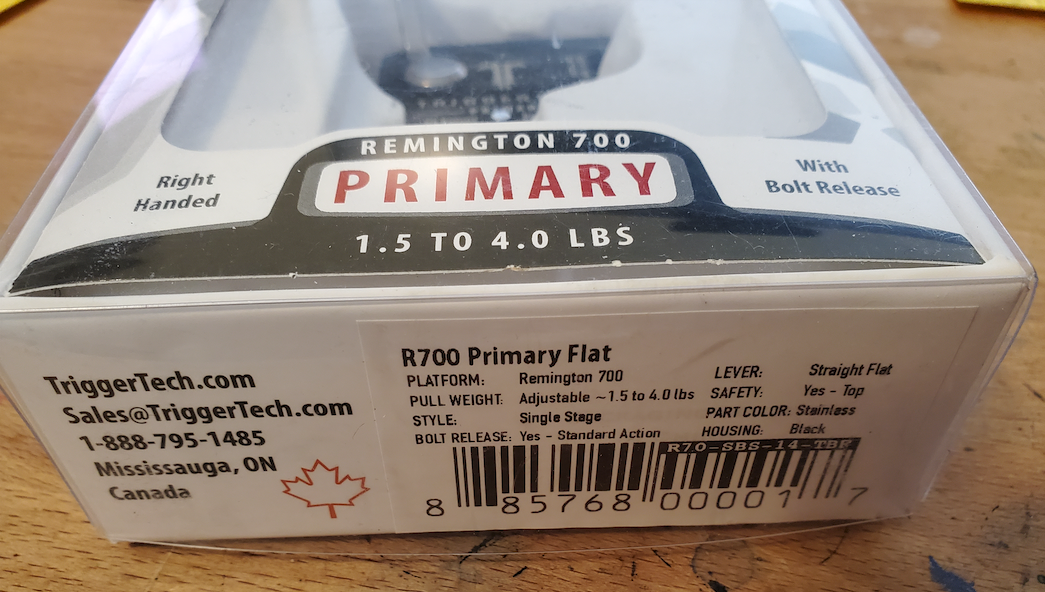 REMINGTON 700
PRIMARY
Right
Handed
With
Bolt Release
1.5 TO 4.0 LBS
TriggerTech.com
Sales@TriggerTech.com
1-888-795-1485
Mississauga, ON
Canada
R700 Primary Flat
PLATFORM: Remington 700
PULL WEIGHT: Adjustable ~1.5 to 4.0 lbs
STYLE: Single Stage
BOLT RELEASE: Yes - Standard Action
LEVER: Straight Flat
SAFETY: Yes - Top
PART COLOR: Stainless
HOUSING: Black
R70-SBS-14-TBF
8 85768 00001 7